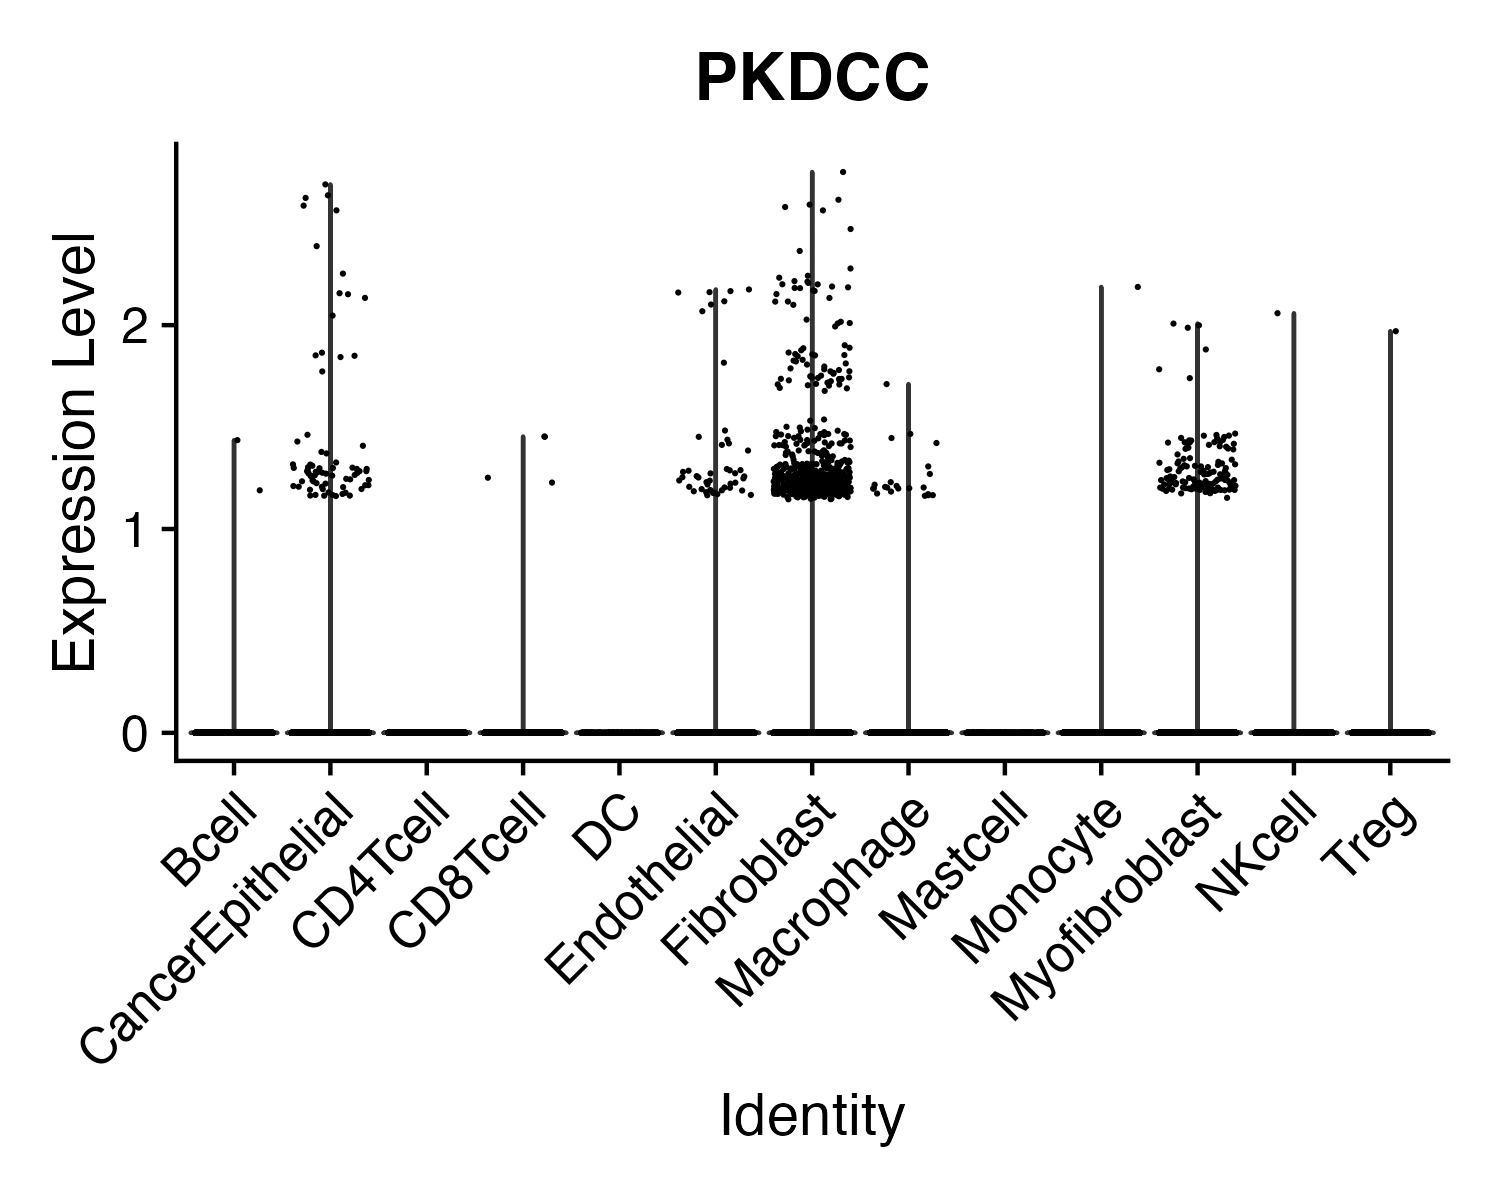 PKDCC
Expression Level
2
1
0
Bcell
CancerEpithelial
CD4Tcell
CD8Tcell
DC
Endothelial
Fibroblast
Macrophage
Mastcell
Monocyte
Myofibroblast
NKcell
Treg
Identity